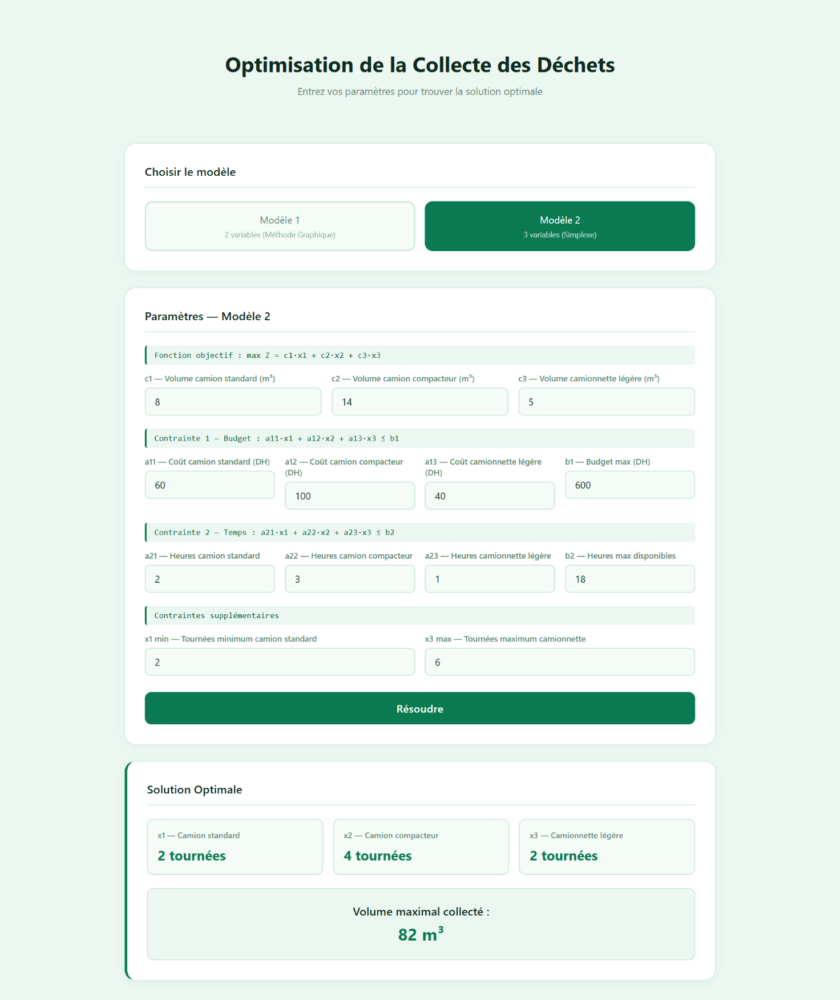 Optimisation de la Collecte des Déchets
Entrez vos paramètres pour trouver la solution optimale
Choisir le modèle
Modèle 1
2 variables (Méthode Graphique)
Modèle 2
3 variables (Simplexe)
Paramètres — Modèle 2
Fonction objectif : max Z = c1·x1 + c2·x2 + c3·x3
c1 — Volume camion standard (m³)
8
c2 — Volume camion compacteur (m³)
14
c3 — Volume camionnette légère (m³)
5
Contrainte 1 — Budget : a11·x1 + a12·x2 + a13·x3 ≤ b1
a11 — Coût camion standard (DH)
60
a12 — Coût camion compacteur
(DH)
100
a13 — Coût camionnette légère
(DH)
40
b1 — Budget max (DH)
600
Contrainte 2 — Temps : a21·x1 + a22·x2 + a23·x3 ≤ b2
a21 — Heures camion standard
2
a22 — Heures camion compacteur
3
a23 — Heures camionnette légère
1
b2 — Heures max disponibles
18
Contraintes supplémentaires
x1 min — Tournées minimum camion standard
2
x3 max — Tournées maximum camionnette
6
Résoudre
Solution Optimale
x1 — Camion standard
2 tournées
x2 — Camion compacteur
4 tournées
x3 — Camionnette légère
2 tournées
Volume maximal collecté :
82 m³